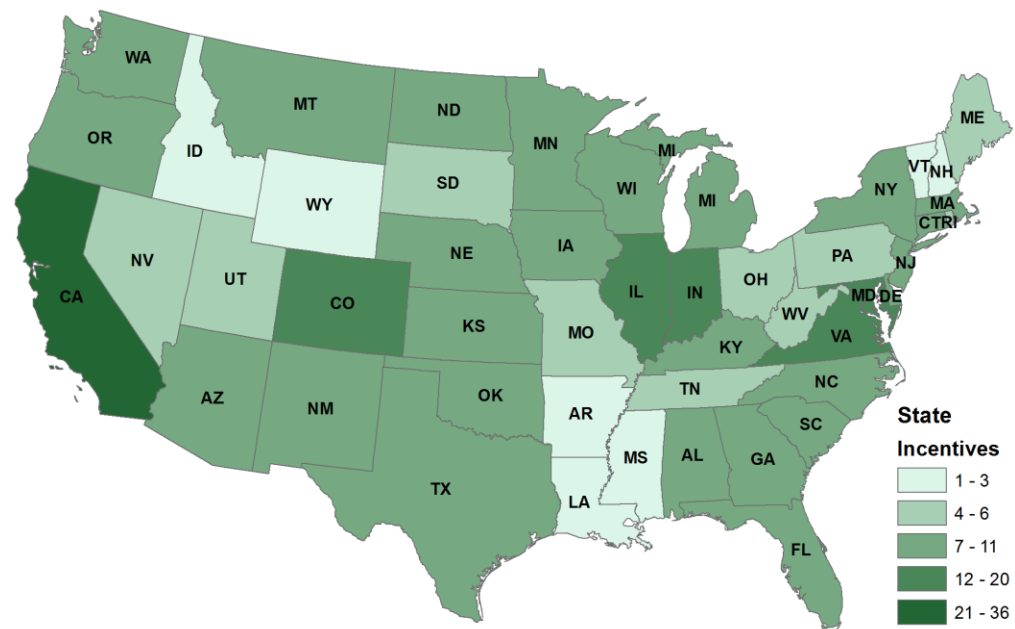 WA
MT
ND
MN
ME
OR
ID
SD
WI
MI
MI
VT
NH
NY
MA
CT
RI
WY
NV
UT
NE
IA
PA
NJ
CA
CO
IL
IN
OH
MD
DE
WV
VA
KS
MO
KY
AZ
NM
OK
TN
NC
AR
SC
MS
AL
GA
TX
LA
FL
State
Incentives
1 - 3
4 - 6
7 - 11
12 - 20
21 - 36